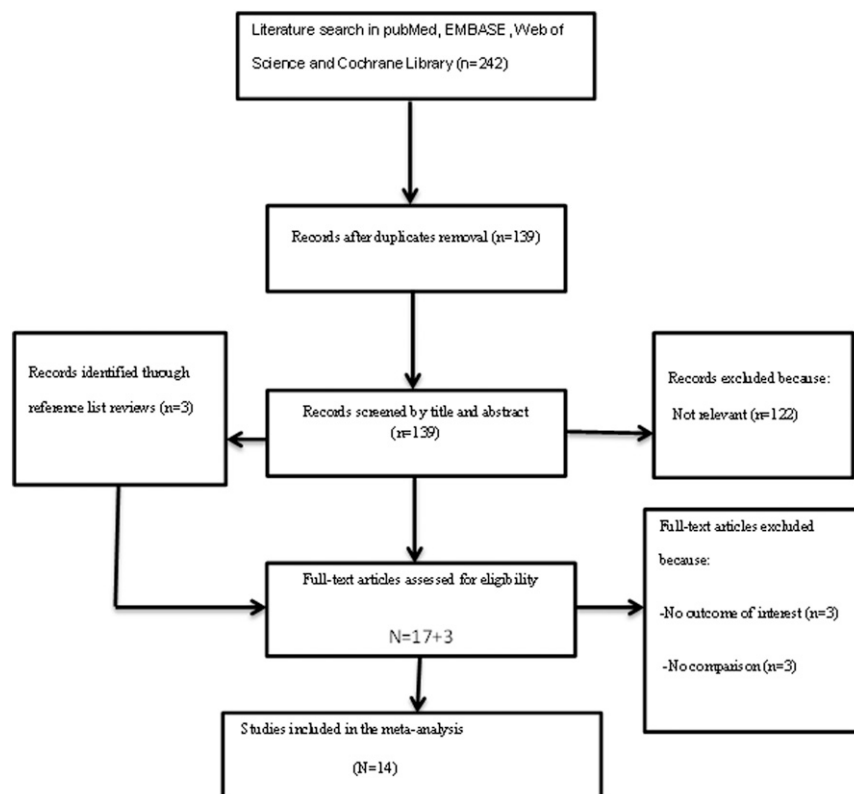 Literature search in pubMed, EMBASE ,Web of
Science and Cochrane Library (n=242)
Records after duplicates removal (n=139)
Records identified through
reference list reviews (n=3)
Records screened by title and abstract
(n=139)
Records excluded because:
Not relevant (n=122)
Full-text articles assessed for eligibility
N=17+3
Full-text articles excluded
because:
-No outcome of interest (n=3)
-No comparison (n=3)
Studies included in the meta-analysis
(N=14)